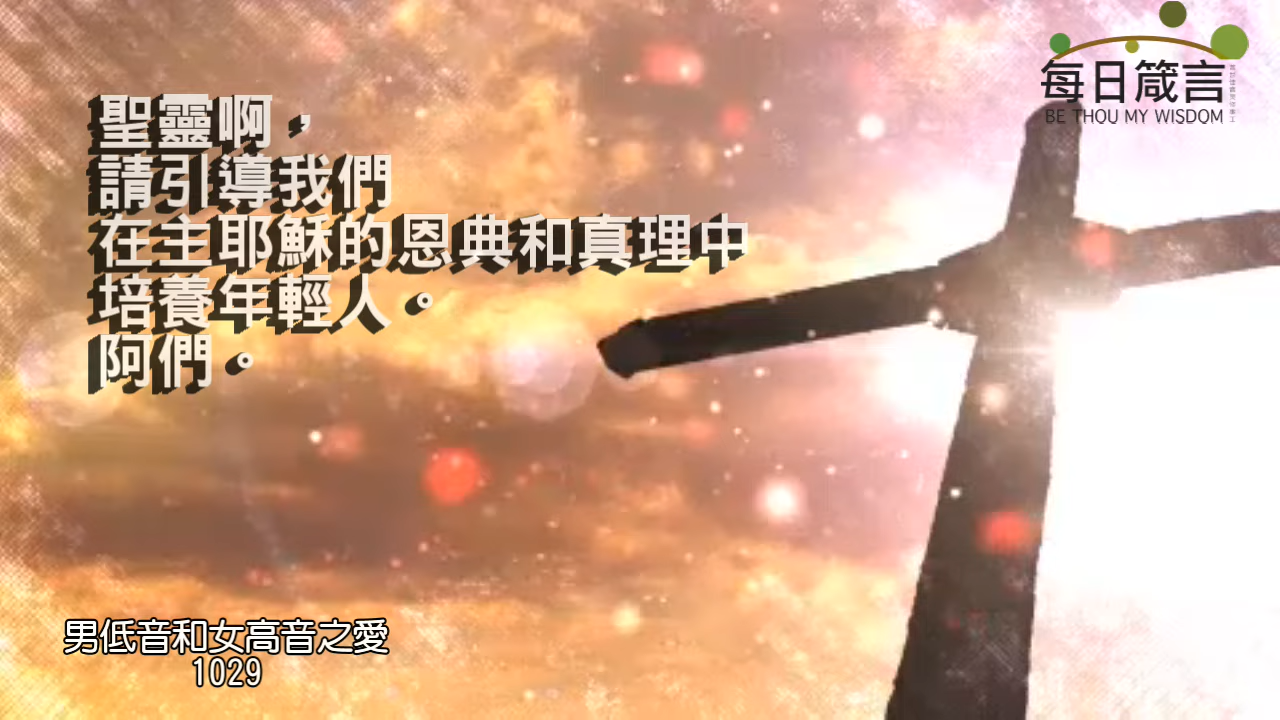 每日箴言
BE THOU MY WISDOM
聖靈啊，
請引導我們
在主耶穌的恩典和真理中
培養年輕人。
阿們。
男低音和女高音之愛
1029